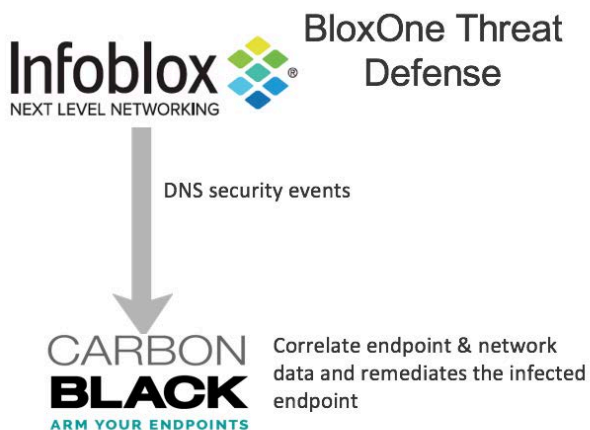 BloxOne Threat
Defense
Infoblox ®
NEXT LEVEL NETWORKING
DNS security events
CARBON
BLACK
ARM YOUR ENDPOINTS
Correlate endpoint & network
data and remediates the infected
endpoint